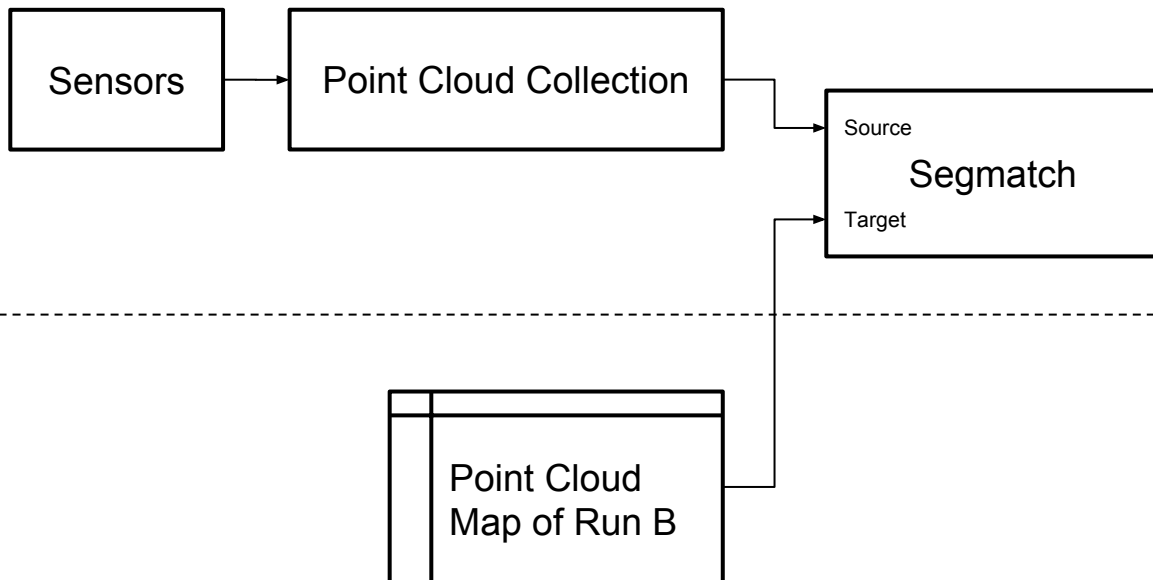 Sensors
Point Cloud Collection
Source
Segmatch
Target
Point Cloud
Map of Run B